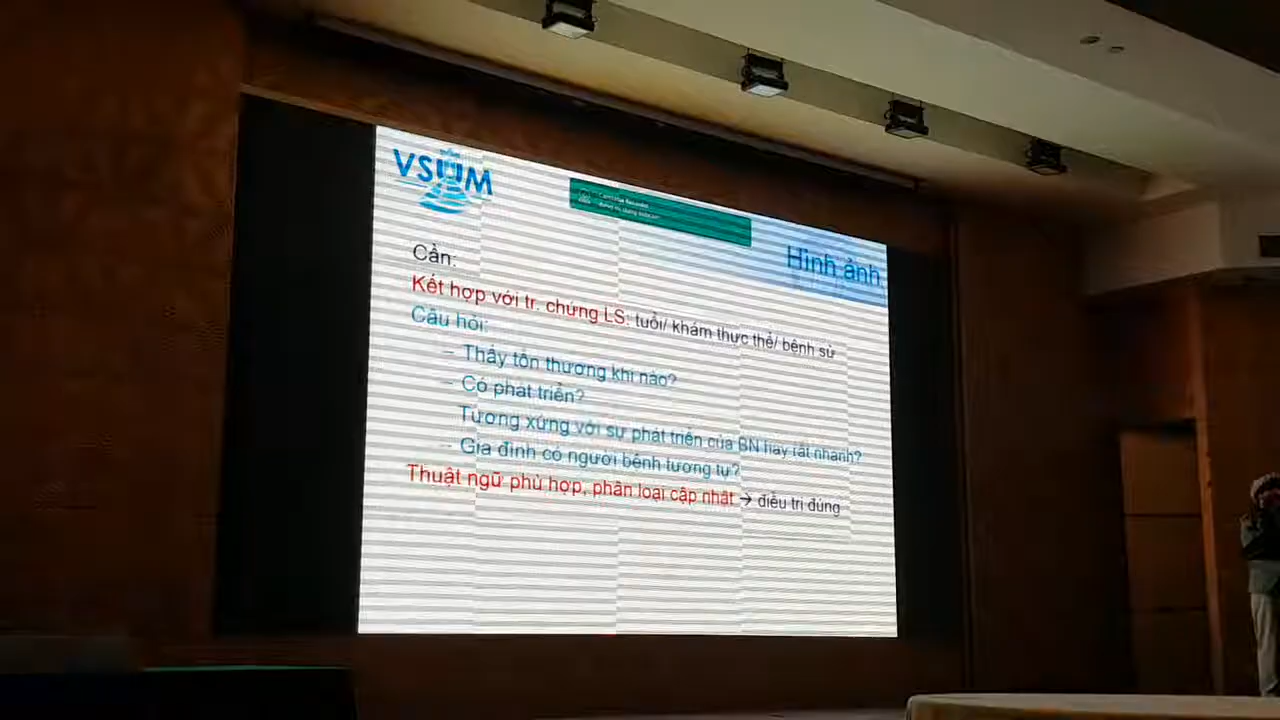 VSUM
Hình ảnh
Cần:
Kết hợp với tr. chứng LS: tuổi/ khám thực thể/ bệnh sử
Câu hỏi:
– Thấy tổn thương khi nào?
– Có phát triển?
Tương xứng với sự phát triển của BN hay rất nhanh?
– Gia đình có người bệnh tương tự?
Thuật ngữ phù hợp, phân loại cập nhật → điều trị đúng